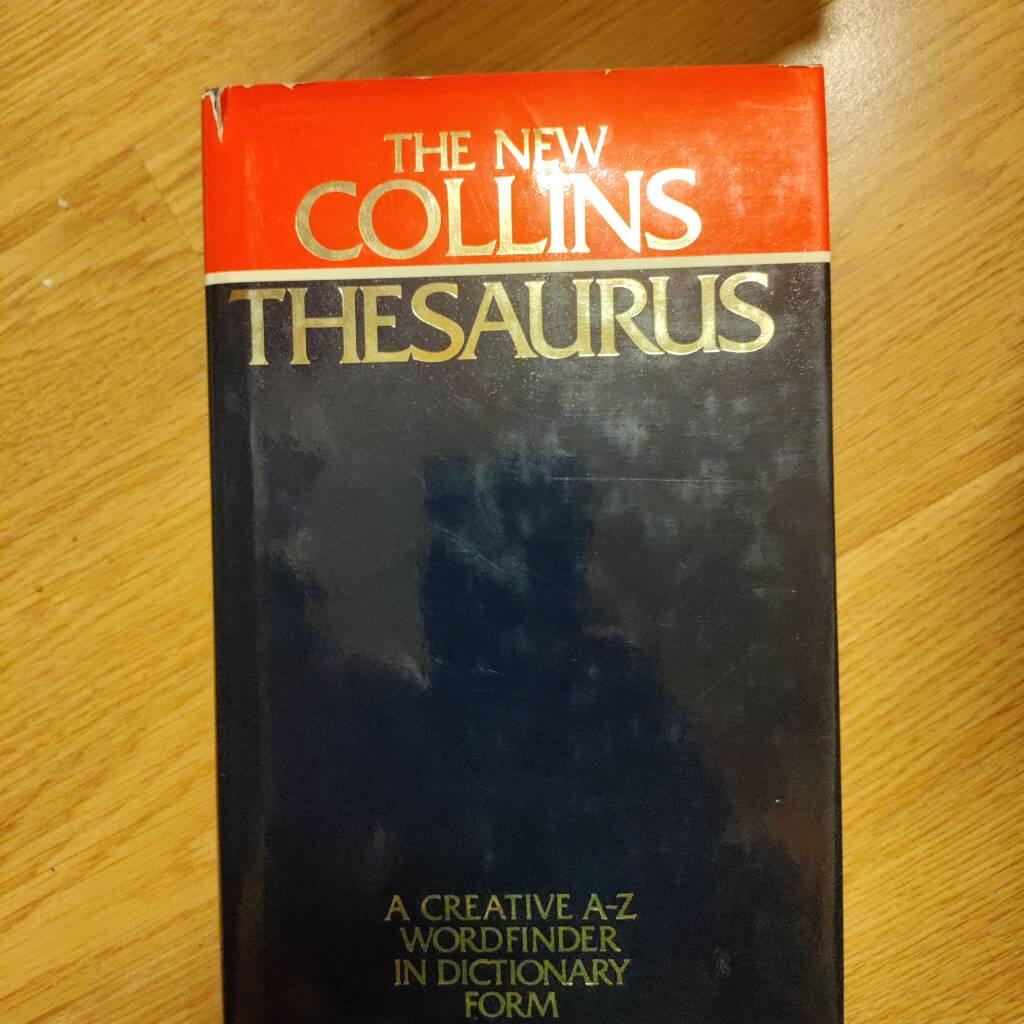 THE NEW
COLLINS
THESAURUS
A CREATIVE A-Z
WORDFINDER
IN DICTIONARY
FORM